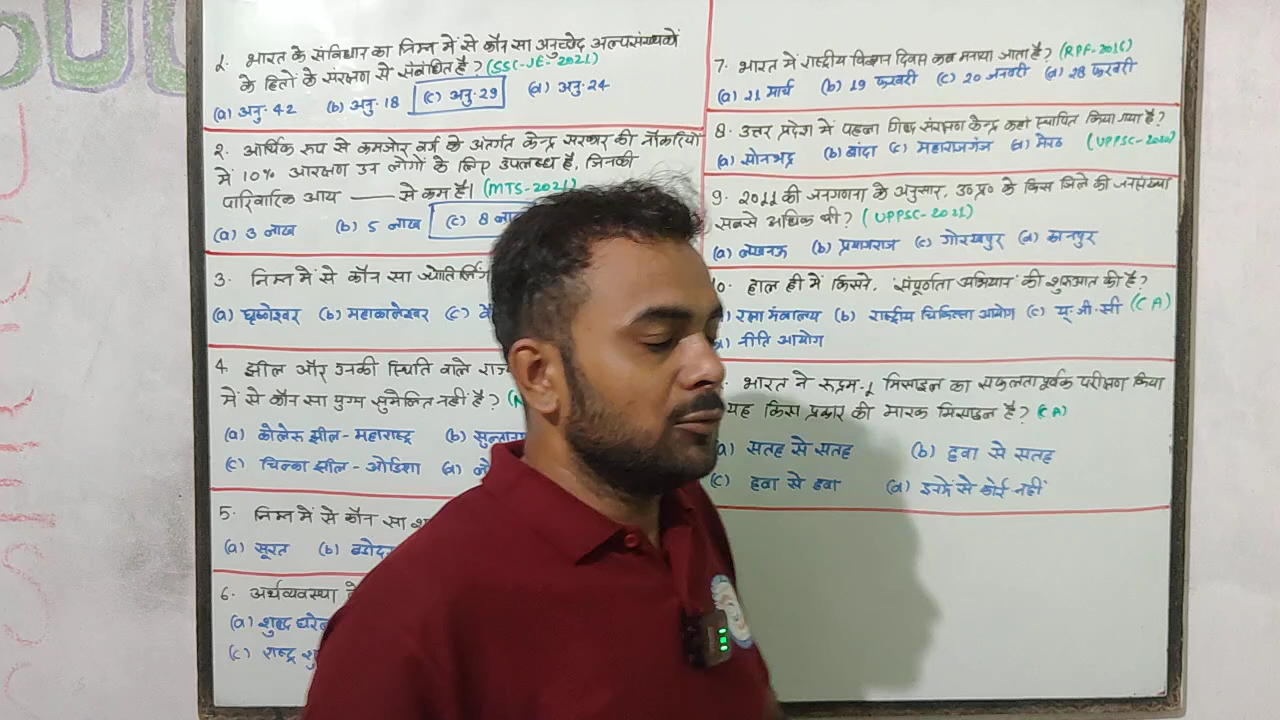 1. भारत के संविधान का निम्न में से कौन सा अनुच्छेद अल्पसंख्यकों
के हितों के संरक्षण से संबंधित है? (SSC-JE-2021)
(a) अनु. 42 (b) अनु. 18 (c) अनु. 29 (d) अनु. 24
2. आर्थिक रूप से कमजोर वर्ग के अंतर्गत केन्द्र सरकार की नौकरियों
में 10% आरक्षण उन लोगों के लिए उपलब्ध है, जिनकी
पारिवारिक आय —— से कम है। (MTS-2021)
(a) 3 लाख (b) 5 लाख (c) 8
3. निम्न में से कौन सा
(a) घृष्णेश्वर (b) महाकालेश्वर (c)
4. झील और उनकी स्थिति वाले
में से कौन सा युग्म सुमेलित नहीं है?
(a) कोलेरू झील - महाराष्ट्र (b)
(c) चिल्का झील - ओडिशा (d)
5. निम्न में से कौन सा
(a) सूरत (b)
6. अर्थव्यवस्था
(a) शुद्ध
(c) राष्ट्र
7. भारत में राष्ट्रीय विज्ञान दिवस कब मनाया जाता है? (RPF-2016)
(a) 21 मार्च (b) 19 फरवरी (c) 20 जनवरी (d) 28 फरवरी
8. उत्तर प्रदेश में पहला गिद्ध संरक्षण केन्द्र कहाँ स्थापित किया गया है?
(a) सोनभद्र (b) बांदा (c) महाराजगंज (d) मेरठ (UPPSC-2020)
9. 2011 की जनगणना के अनुसार, उ०प्र० के किस जिले की जनसंख्या
सबसे अधिक थी? (UPPSC-2021)
(a) लखनऊ (b) प्रयागराज (c) गोरखपुर (d) कानपुर
0. हाल ही में किसने, 'संपूर्णता अभियान' की शुरुआत की है?
) रक्षा मंत्रालय (b) राष्ट्रीय चिकित्सा आयोग (c) यू.जी.सी (CA)
) नीति आयोग
भारत ने रूद्रम-1 मिसाइल का सफलतापूर्वक परीक्षण किया
यह किस प्रकार की मारक मिसाइल है? (CA)
a) सतह से सतह (b) हवा से सतह
(c) हवा से हवा (d) इनमें से कोई नहीं